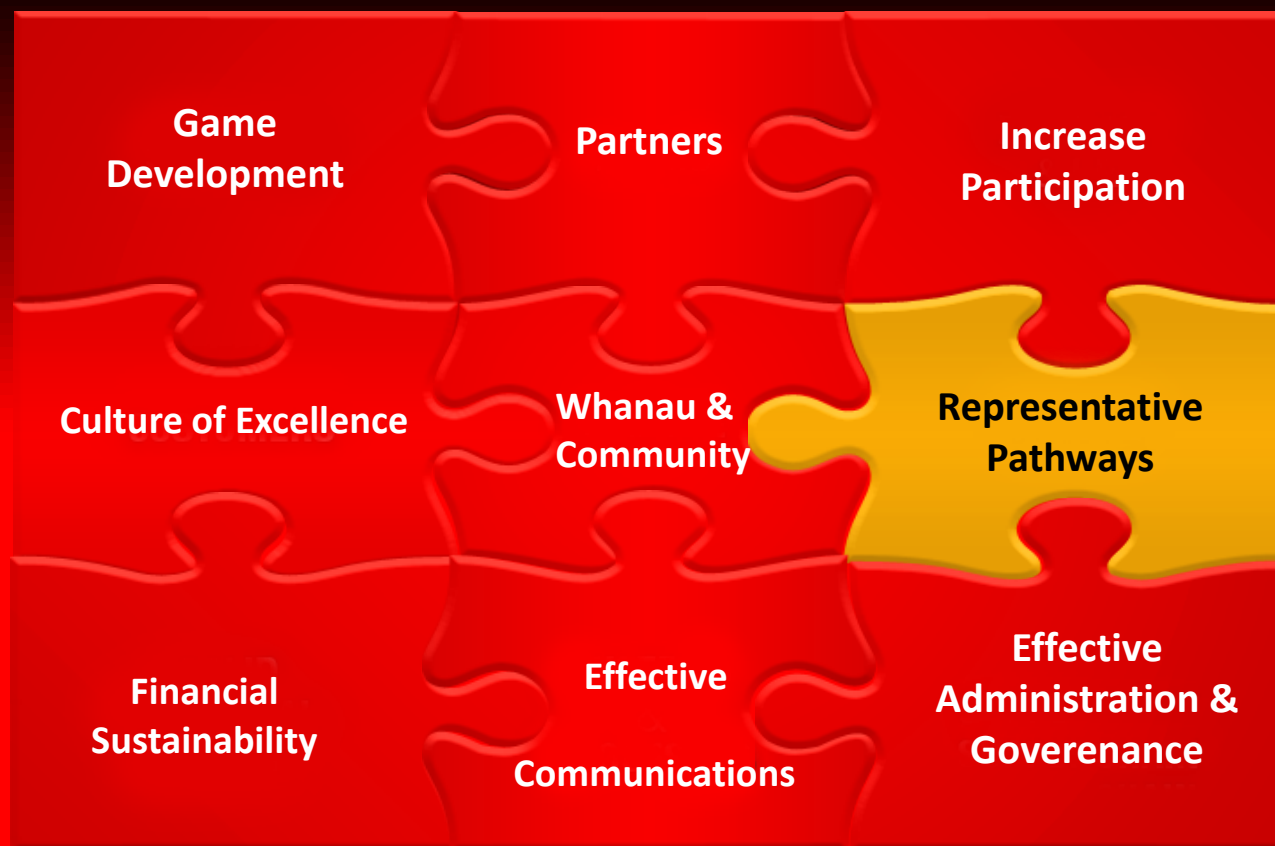 Game
Development
Partners
Increase
Participation
Culture of Excellence
Whanau &
Community
Representative
Pathways
Financial
Sustainability
Effective
Communications
Effective
Administration &
Goverenance